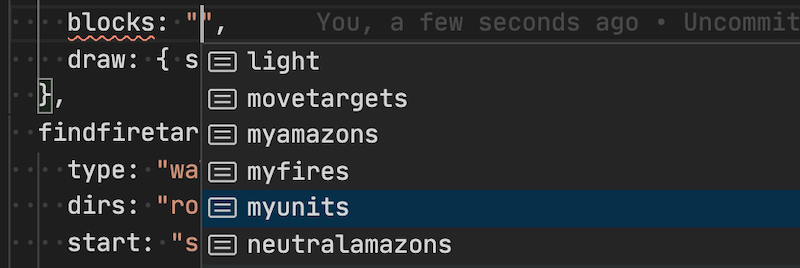 blocks: "", You, a few seconds ago • Uncommit
draw: { s
light
},
movetargets
findfiretar
myamazons
type: "wa
myfires
dirs: "ro
myunits
start: "s
neutralamazons